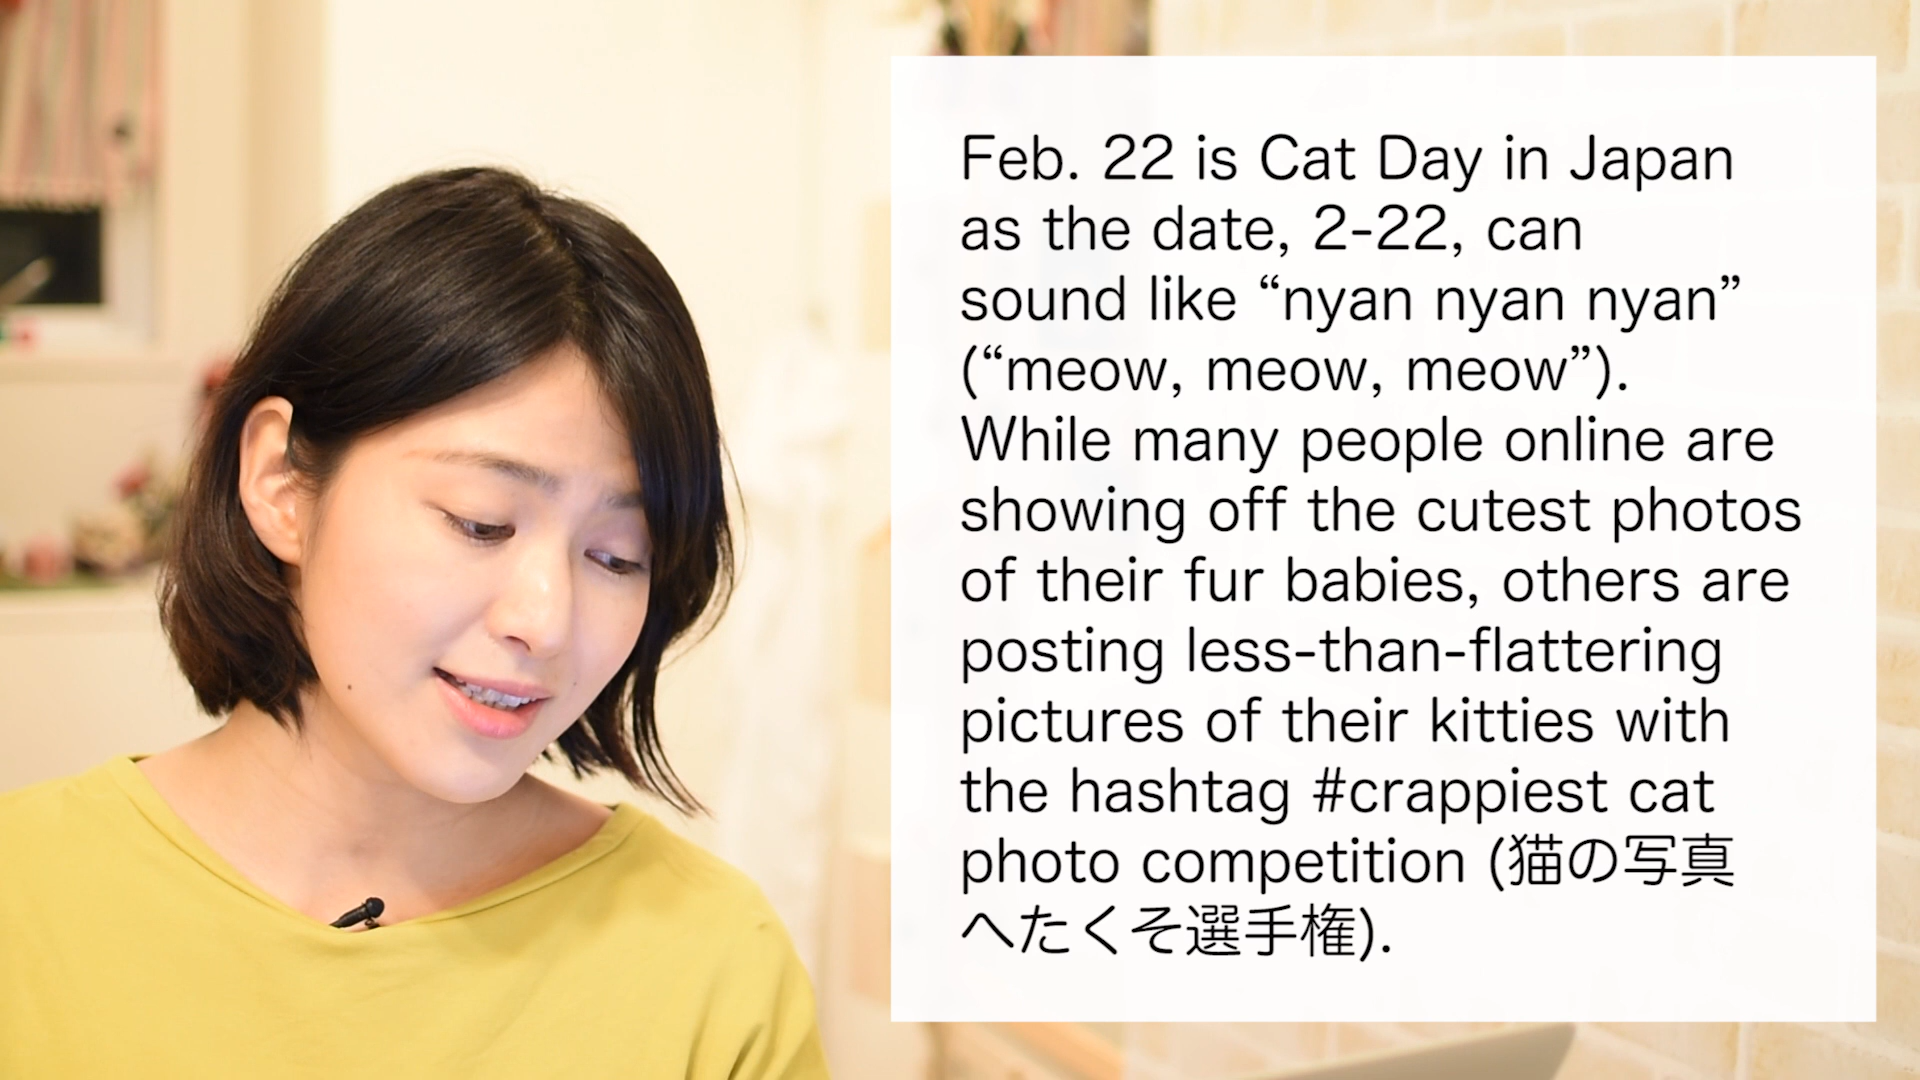 Feb. 22 is Cat Day in Japan
as the date, 2-22, can
sound like “nyan nyan nyan”
(“meow, meow, meow”).
While many people online are
showing off the cutest photos
of their fur babies, others are
posting less-than-flattering
pictures of their kitties with
the hashtag #crappiest cat
photo competition (猫の写真
へたくそ選手権).